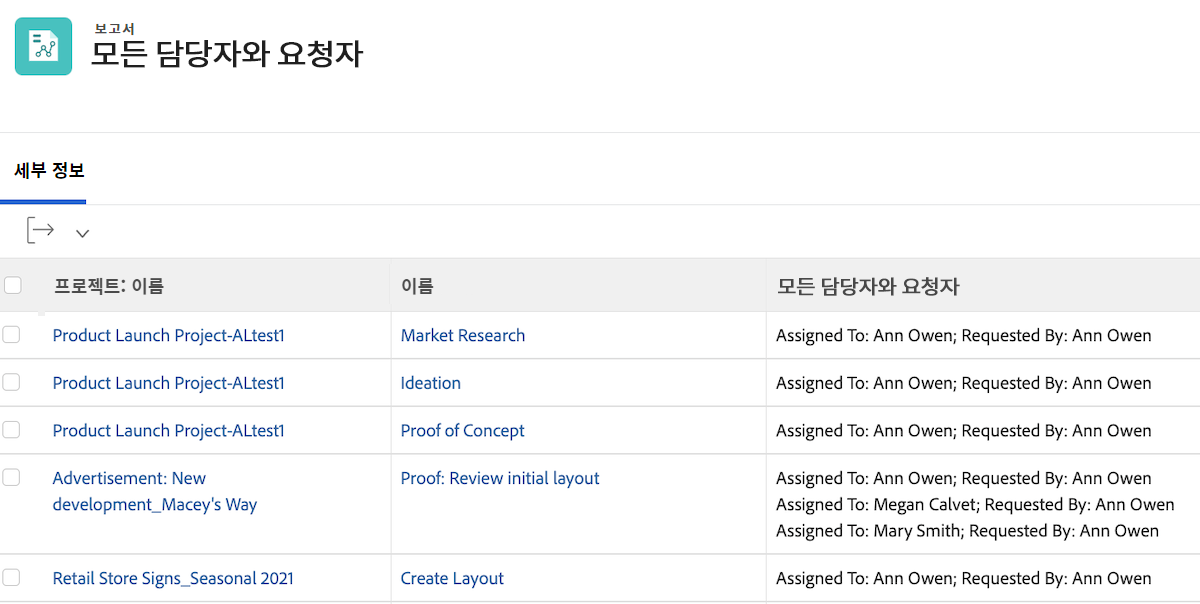 보고서
모든 담당자와 요청자
세부 정보
프로젝트: 이름 이름 모든 담당자와 요청자
Product Launch Project-ALtest1 Market Research Assigned To: Ann Owen; Requested By: Ann Owen
Product Launch Project-ALtest1 Ideation Assigned To: Ann Owen; Requested By: Ann Owen
Product Launch Project-ALtest1 Proof of Concept Assigned To: Ann Owen; Requested By: Ann Owen
Advertisement: New Proof: Review initial layout Assigned To: Ann Owen; Requested By: Ann Owen
development_Macey's Way Assigned To: Megan Calvet; Requested By: Ann Owen
Assigned To: Mary Smith; Requested By: Ann Owen
Retail Store Signs_Seasonal 2021 Create Layout Assigned To: Ann Owen; Requested By: Ann Owen